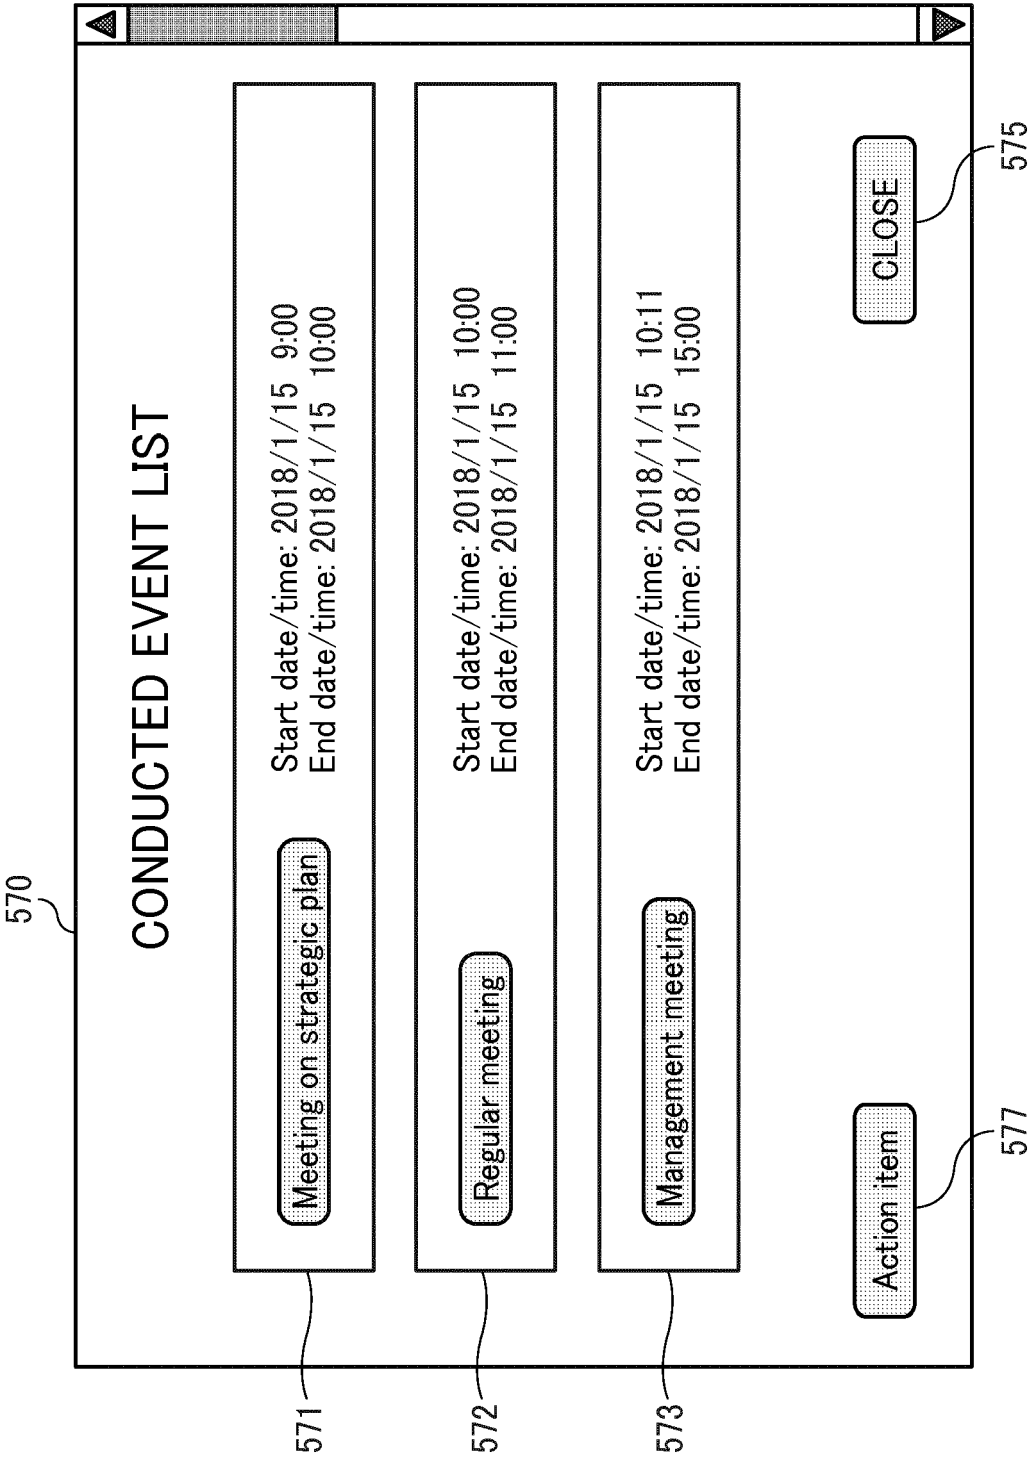 570
CONDUCTED EVENT LIST
571
Meeting on strategic plan
Start date/time: 2018/1/15 9:00
End date/time: 2018/1/15 10:00
572
Regular meeting
Start date/time: 2018/1/15 10:00
End date/time: 2018/1/15 11:00
573
Management meeting
Start date/time: 2018/1/15 10:11
End date/time: 2018/1/15 15:00
Action item
CLOSE
577
575